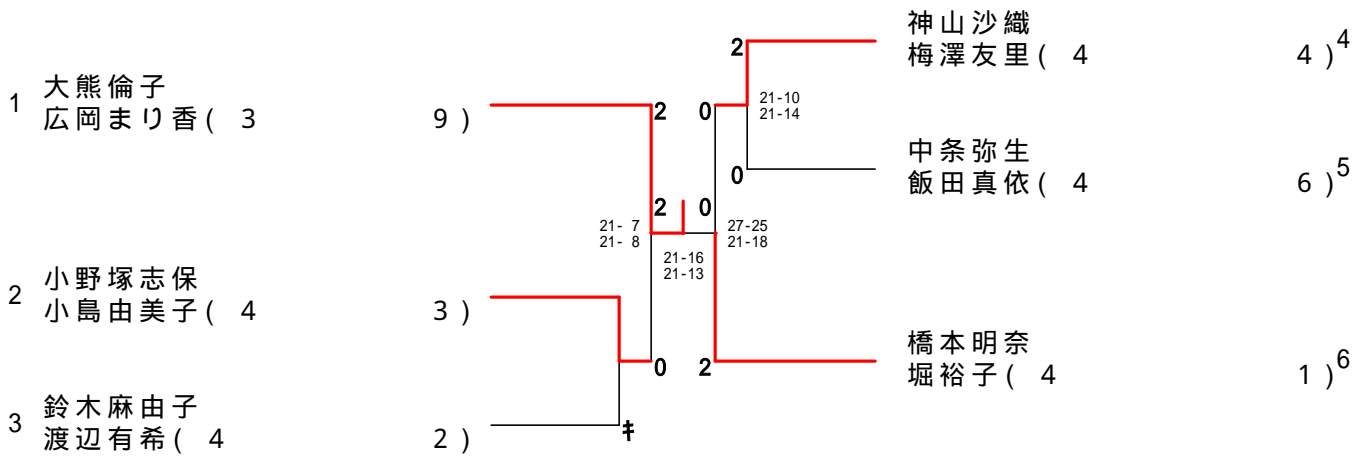 1 大熊倫子
広岡まり香( 3 9 )
2 小野塚志保
小島由美子( 4 3 )
3 鈴木麻由子
渡辺有希( 4 2 )
2 0
2 0
21- 7
21- 8
21-16
21-13
27-25
21-18
0 2
キ
2
21-10
21-14
0
神山沙織
梅澤友里( 4 4 ) 4
中条弥生
飯田真依( 4 6 ) 5
橋本明奈
堀裕子( 4 1 ) 6